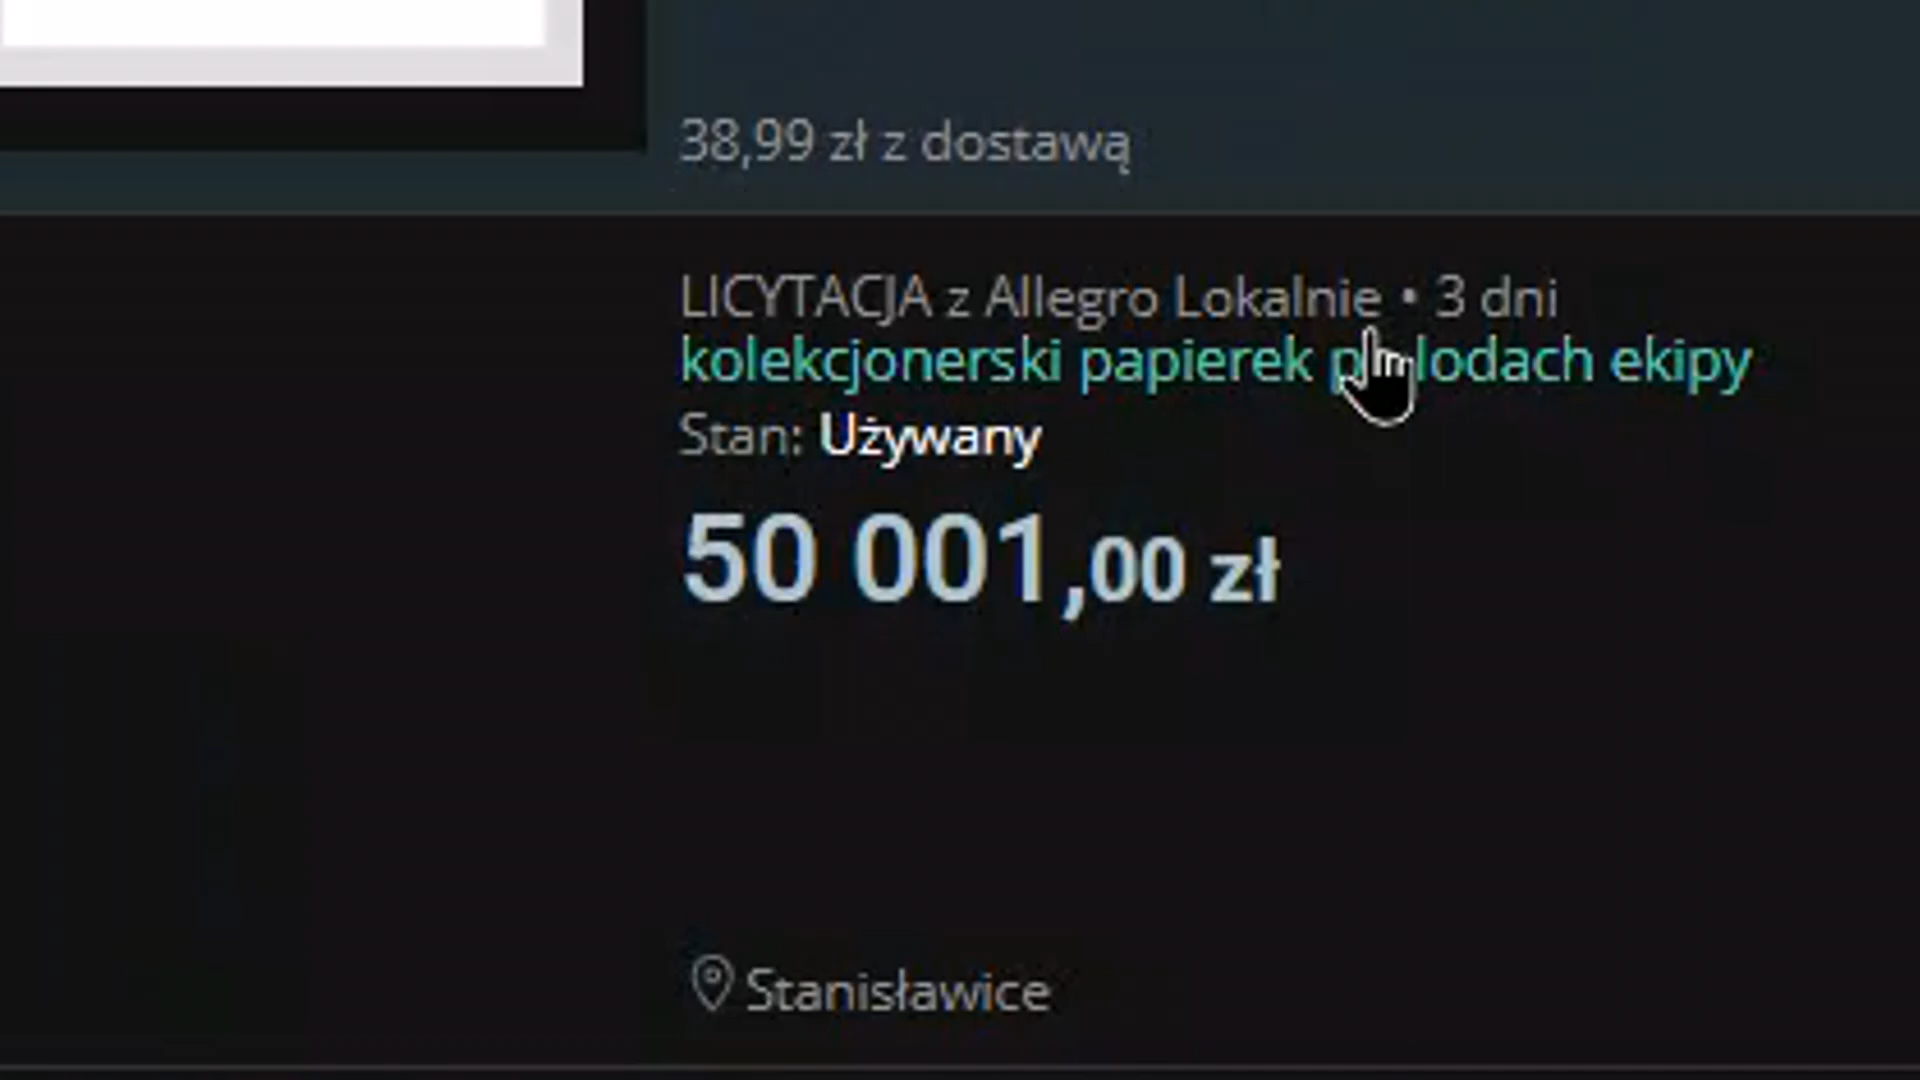 38,99 zł z dostawą
LICYTACJA z Allegro Lokalnie • 3 dni
kolekcjonerski papierek lodach ekipy
Stan: Używany
50 001,00 zł
Stanisławice